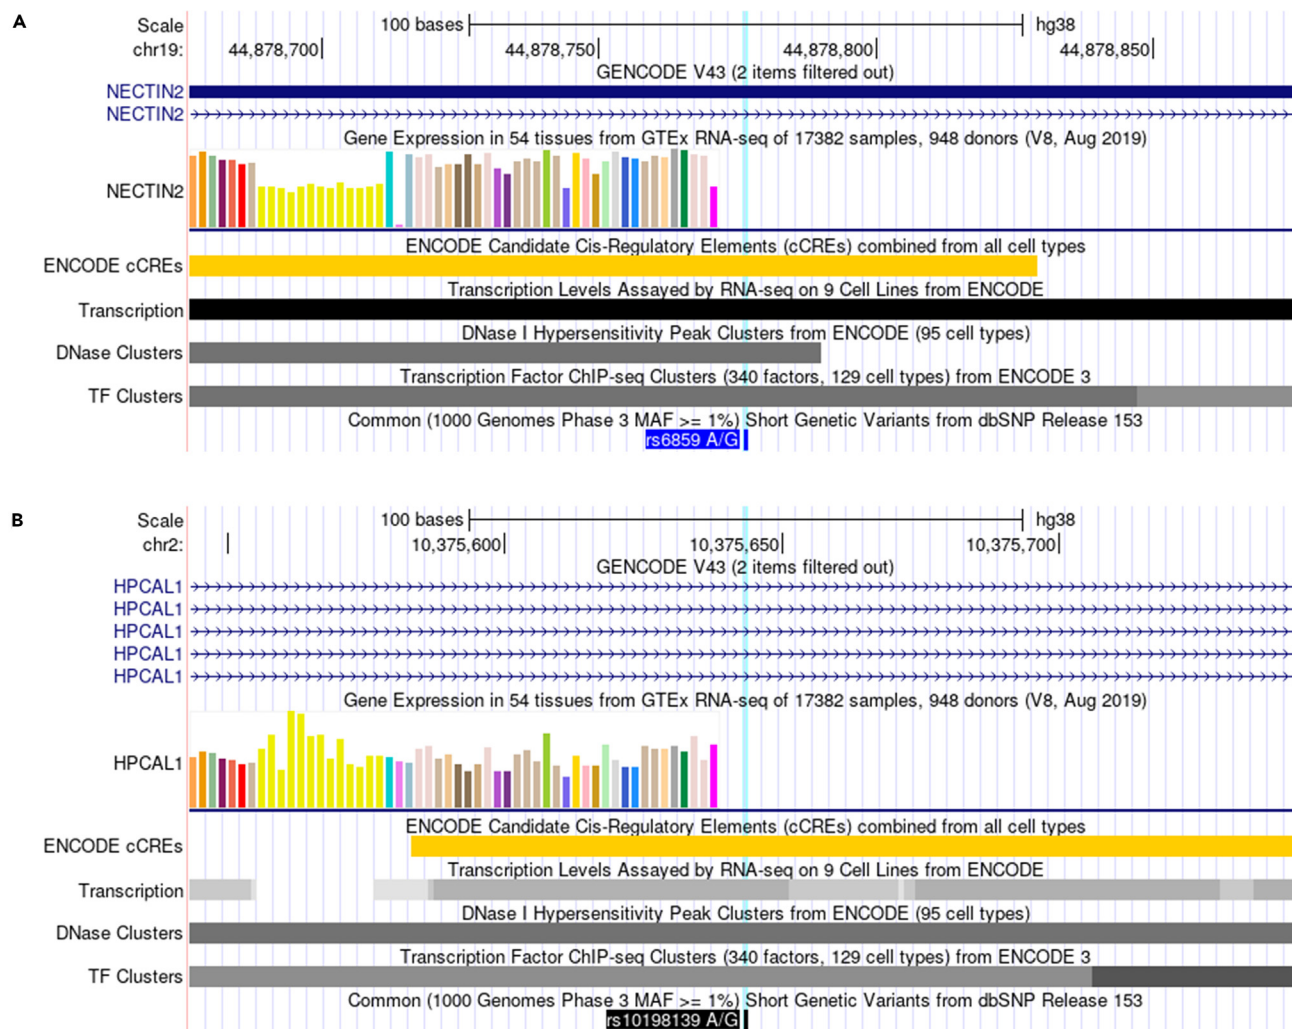 A
Scale 100 bases hg38
chr19: 44,878,700 44,878,750 44,878,800 44,878,850
GENCODE V43 (2 items filtered out)
NECTIN2
NECTIN2
Gene Expression in 54 tissues from GTEx RNA-seq of 17382 samples, 948 donors (V8, Aug 2019)
NECTIN2
ENCODE Candidate Cis-Regulatory Elements (cCREs) combined from all cell types
ENCODE cCREs
Transcription Levels Assayed by RNA-seq on 9 Cell Lines from ENCODE
Transcription
DNase I Hypersensitivity Peak Clusters from ENCODE (95 cell types)
DNase Clusters
Transcription Factor ChIP-seq Clusters (340 factors, 129 cell types) from ENCODE 3
TF Clusters
Common (1000 Genomes Phase 3 MAF >= 1%) Short Genetic Variants from dbSNP Release 153
rs6859 A/G
B
Scale 100 bases hg38
chr2: 10,375,600 10,375,650 10,375,700
GENCODE V43 (2 items filtered out)
HPCAL1
HPCAL1
HPCAL1
HPCAL1
HPCAL1
Gene Expression in 54 tissues from GTEx RNA-seq of 17382 samples, 948 donors (V8, Aug 2019)
HPCAL1
ENCODE Candidate Cis-Regulatory Elements (cCREs) combined from all cell types
ENCODE cCREs
Transcription Levels Assayed by RNA-seq on 9 Cell Lines from ENCODE
Transcription
DNase I Hypersensitivity Peak Clusters from ENCODE (95 cell types)
DNase Clusters
Transcription Factor ChIP-seq Clusters (340 factors, 129 cell types) from ENCODE 3
TF Clusters
Common (1000 Genomes Phase 3 MAF >= 1%) Short Genetic Variants from dbSNP Release 153
rs10198139 A/G